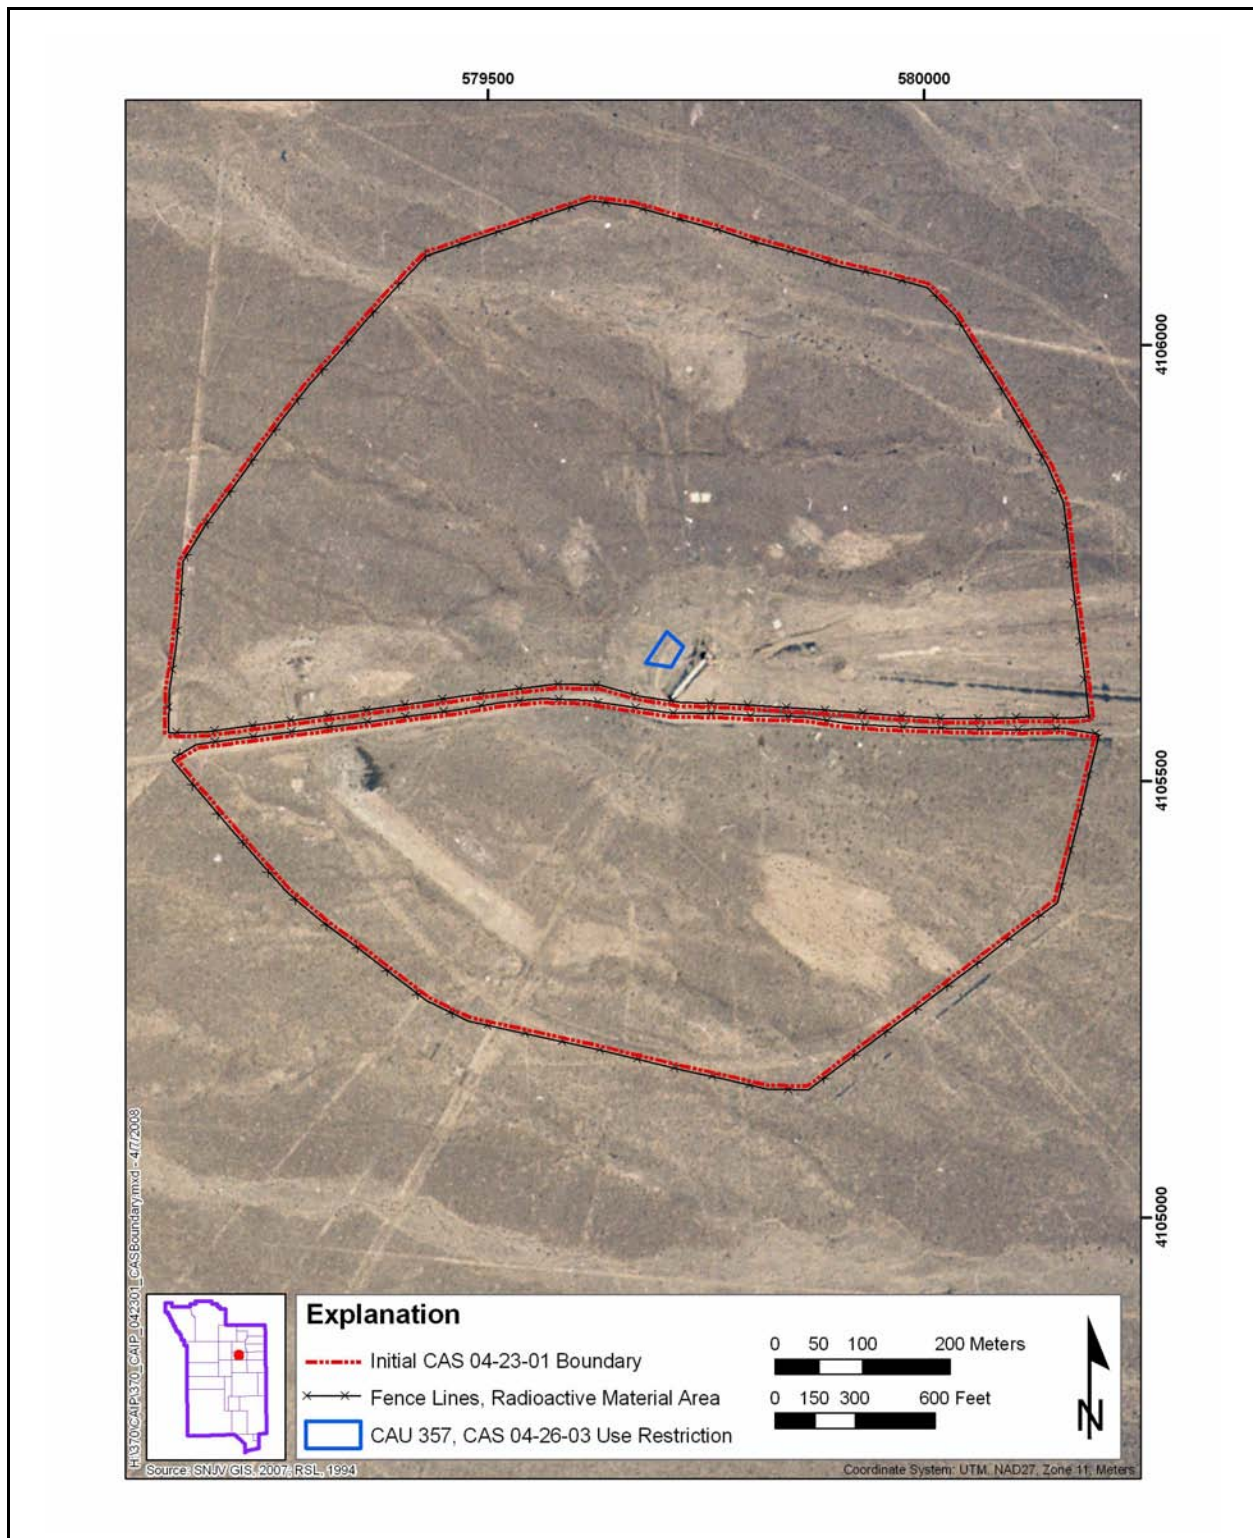 579500 580000
4106000
4105500
4105000
H:\370\CAIP\370_CAIP_042301_CASBoundary.mxd - 4/7/2008
Explanation
Initial CAS 04-23-01 Boundary
Fence Lines, Radioactive Material Area
CAU 357, CAS 04-26-03 Use Restriction
0 50 100 200 Meters
0 150 300 600 Feet
N
Source: SNJV GIS, 2007; RSL, 1994
Coordinate System: UTM, NAD27, Zone 11, Meters